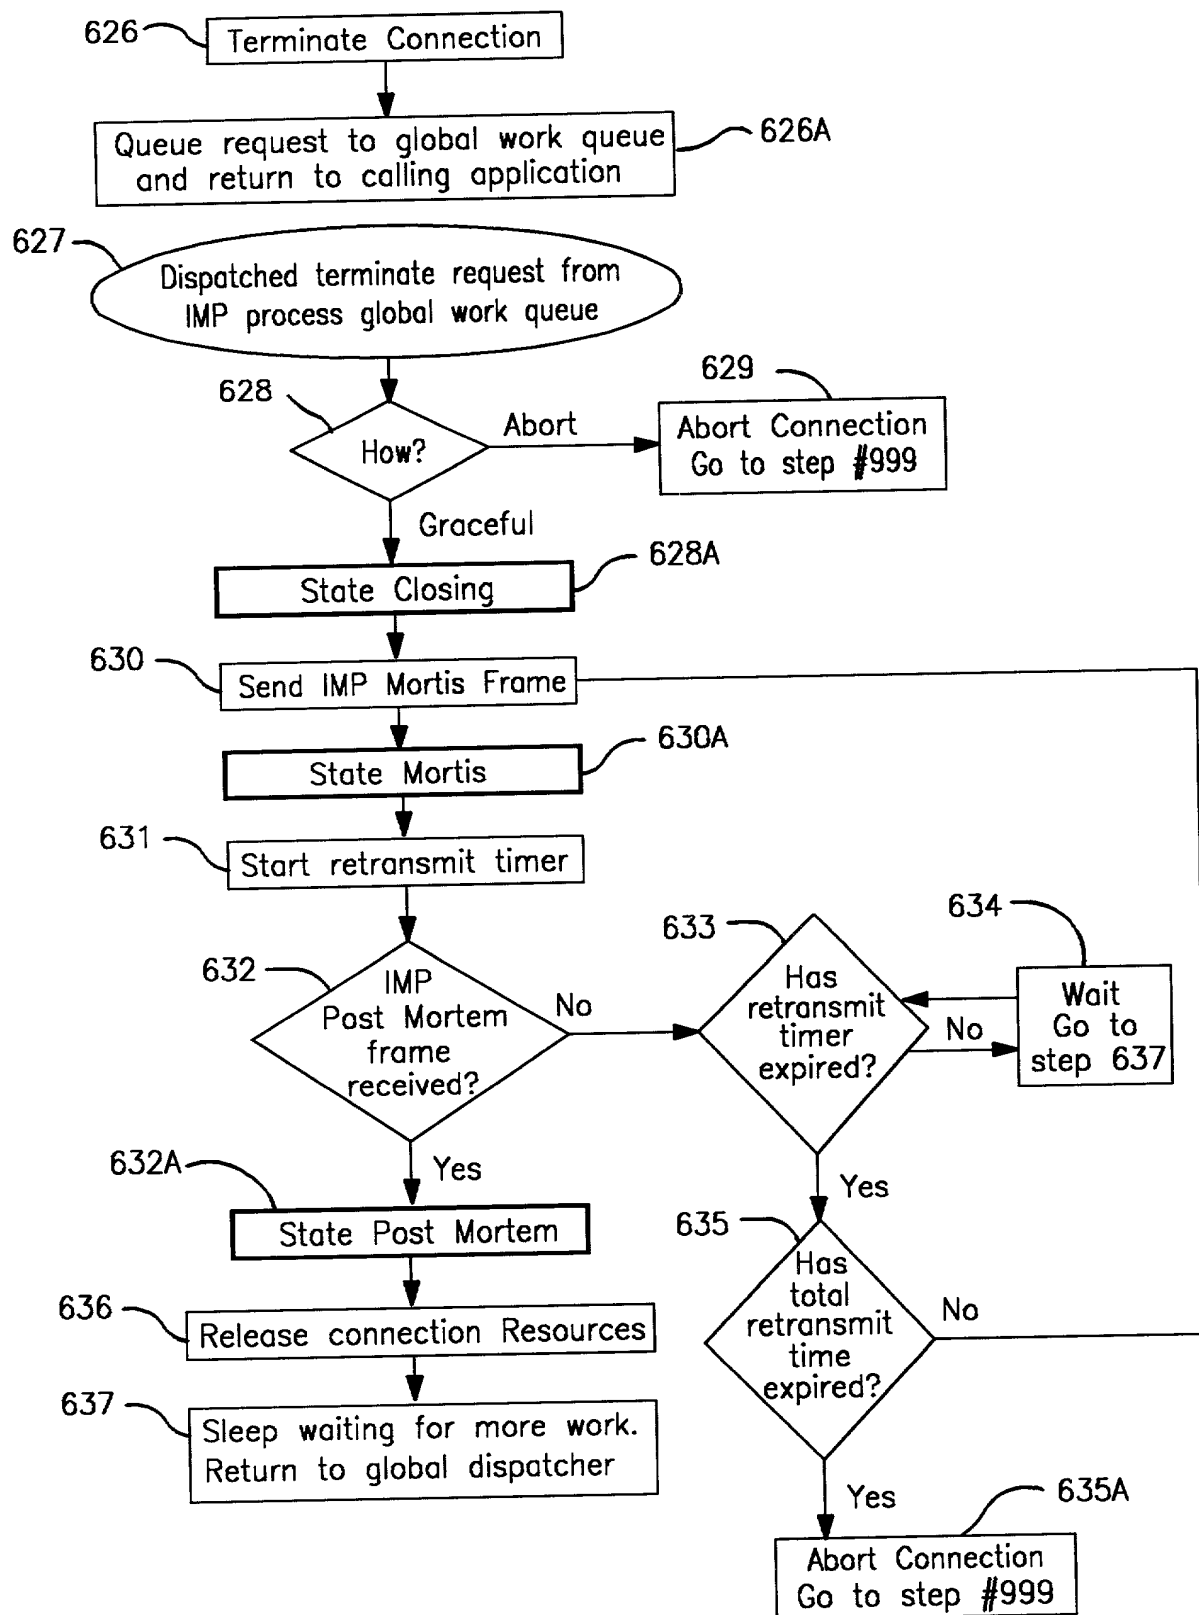 626
Terminate Connection
Queue request to global work queue
and return to calling application
626A
627
Dispatched terminate request from
IMP process global work queue
628
How?
Abort
629
Abort Connection
Go to step #999
Graceful
628A
State Closing
630
Send IMP Mortis Frame
630A
State Mortis
631
Start retransmit timer
632
IMP
Post Mortem
frame
received?
No
633
Has
retransmit
timer
expired?
No
634
Wait
Go to
step 637
Yes
632A
State Post Mortem
Yes
635
Has
total
retransmit
time
expired?
No
636
Release connection Resources
637
Sleep waiting for more work.
Return to global dispatcher
Yes
635A
Abort Connection
Go to step #999